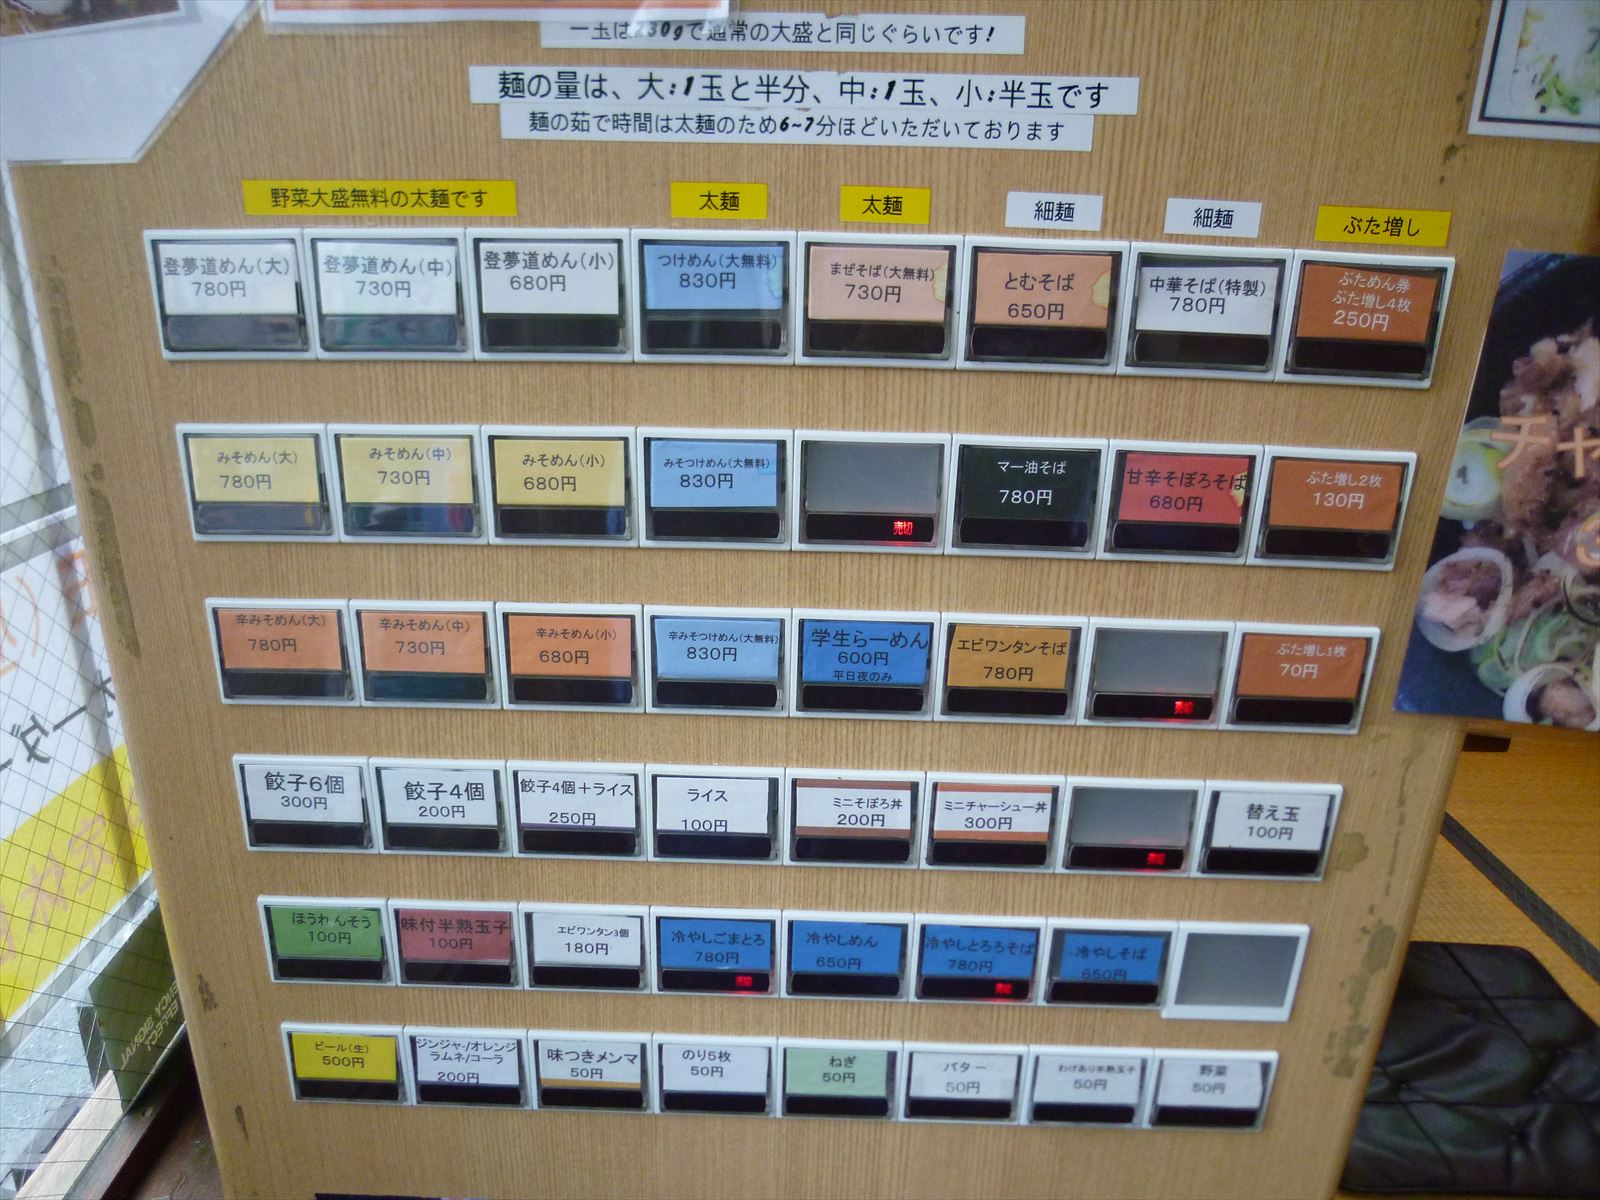 一玉は230gで通常の大盛と同じぐらいです!
麺の量は、大:1玉と半分、中:1玉、小:半玉です
麺の茹で時間は太麺のため6~7分ほどいただいております
野菜大盛無料の太麺です
太麺
太麺
細麺
細麺
ぶた増し
登夢道めん(大)
780円
登夢道めん(中)
730円
登夢道めん(小)
680円
つけめん(大無料)
830円
まぜそば(大無料)
730円
とむそば
650円
中華そば(特製)
780円
ぶためん券
ぶた増し4枚
250円
みそめん(大)
780円
みそめん(中)
730円
みそめん(小)
680円
みそつけめん(大無料)
830円
売切
マー油そば
780円
甘辛そぼろそば
680円
ぶた増し2枚
130円
辛みそめん(大)
780円
辛みそめん(中)
730円
辛みそめん(小)
680円
辛みそつけめん(大無料)
830円
学生らーめん
600円
平日夜のみ
エビワンタンそば
780円
売切
ぶた増し1枚
70円
餃子6個
300円
餃子4個
200円
餃子4個+ライス
250円
ライス
100円
ミニそぼろ丼
200円
ミニチャーシュー丼
300円
売切
替え玉
100円
ほうれんそう
100円
味付半熟玉子
100円
エビワンタン3個
180円
冷やしごまとろ
780円
売切
冷やしめん
650円
冷やしとろろそば
780円
売切
冷やしそば
650円
ビール(生)
500円
ジンジャー/オレンジ
ラムネ/コーラ
200円
味つきメンマ
50円
のり5枚
50円
ねぎ
50円
バター
50円
わけあり半熟玉子
50円
野菜
50円
チャ